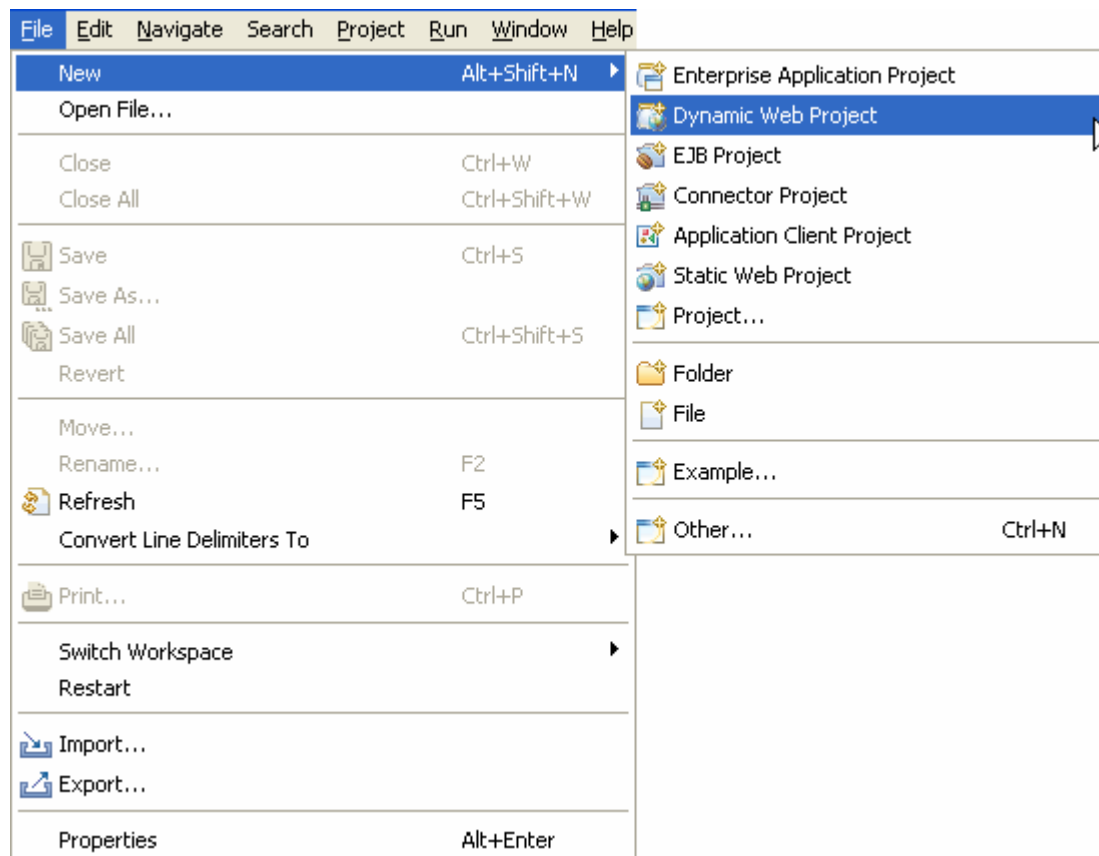 File Edit Navigate Search Project Run Window Help
New Alt+Shift+N
Open File...
Close Ctrl+W
Close All Ctrl+Shift+W
Save Ctrl+S
Save As...
Save All Ctrl+Shift+S
Revert
Move...
Rename... F2
Refresh F5
Convert Line Delimiters To
Print... Ctrl+P
Switch Workspace
Restart
Import...
Export...
Properties Alt+Enter
Enterprise Application Project
Dynamic Web Project
EJB Project
Connector Project
Application Client Project
Static Web Project
Project...
Folder
File
Example...
Other... Ctrl+N